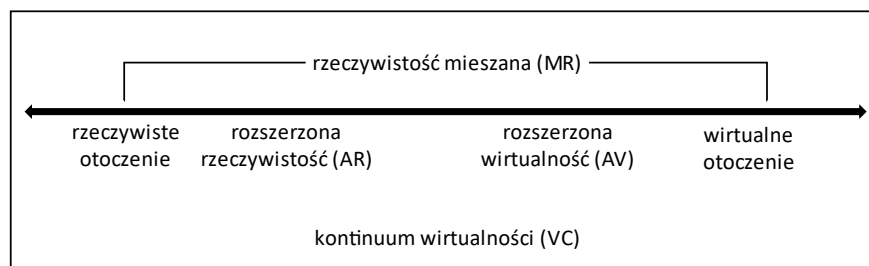 rzeczywistość mieszana (MR)
rzeczywiste
otoczenie
rozszerzona
rzeczywistość (AR)
rozszerzona
wirtualność (AV)
wirtualne
otoczenie
kontinuum wirtualności (VC)